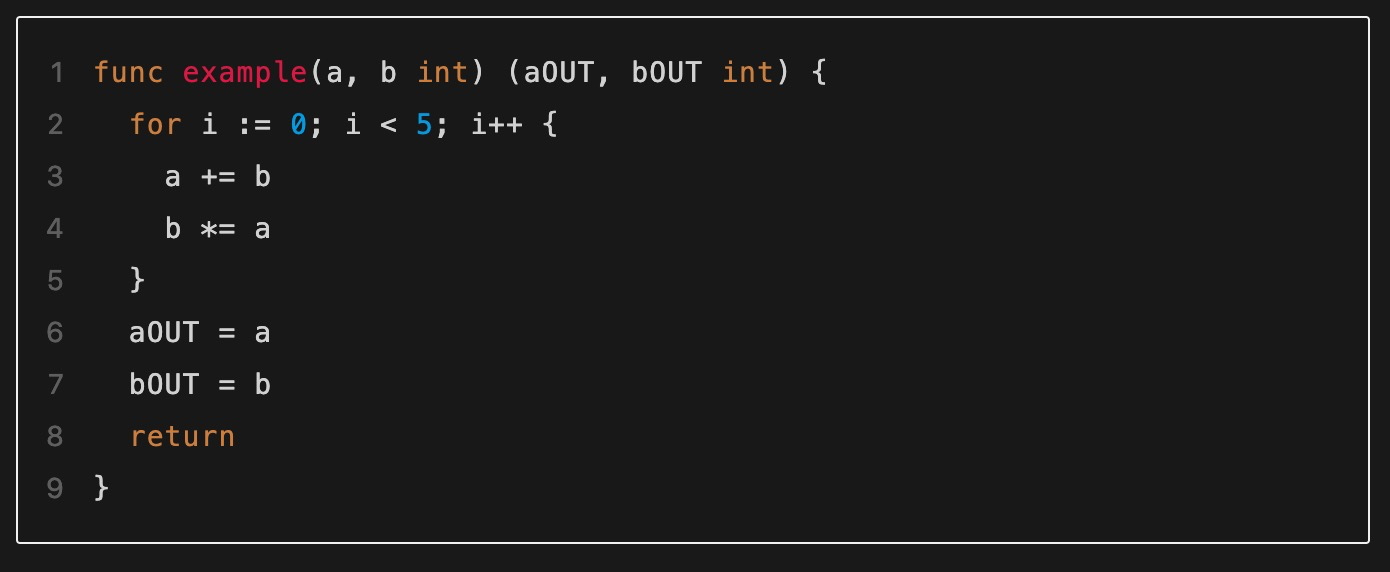 1 func example(a, b int) (aOUT, bOUT int) {
2   for i := 0; i < 5; i++ {
3     a += b
4     b *= a
5   }
6   aOUT = a
7   bOUT = b
8   return
9 }